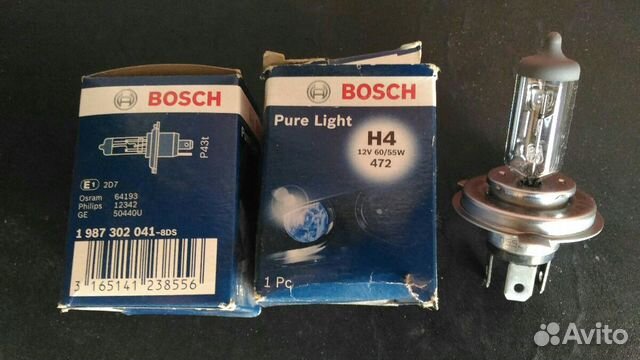 BOSCH
P43t
E1 2D7
Osram 64193
Philips 12342
GE 50440U
1 987 302 041-8DS
3 165141 238556
BOSCH
Pure Light
H4
12V 60/55W
472
1 Pc
Avito